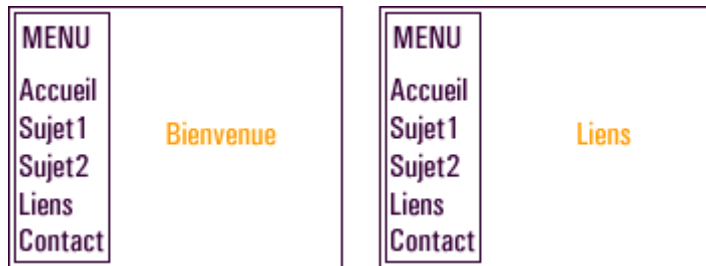 MENU
Accueil
Sujet1
Sujet2
Liens
Contact
Bienvenue
MENU
Accueil
Sujet1
Sujet2
Liens
Contact
Liens